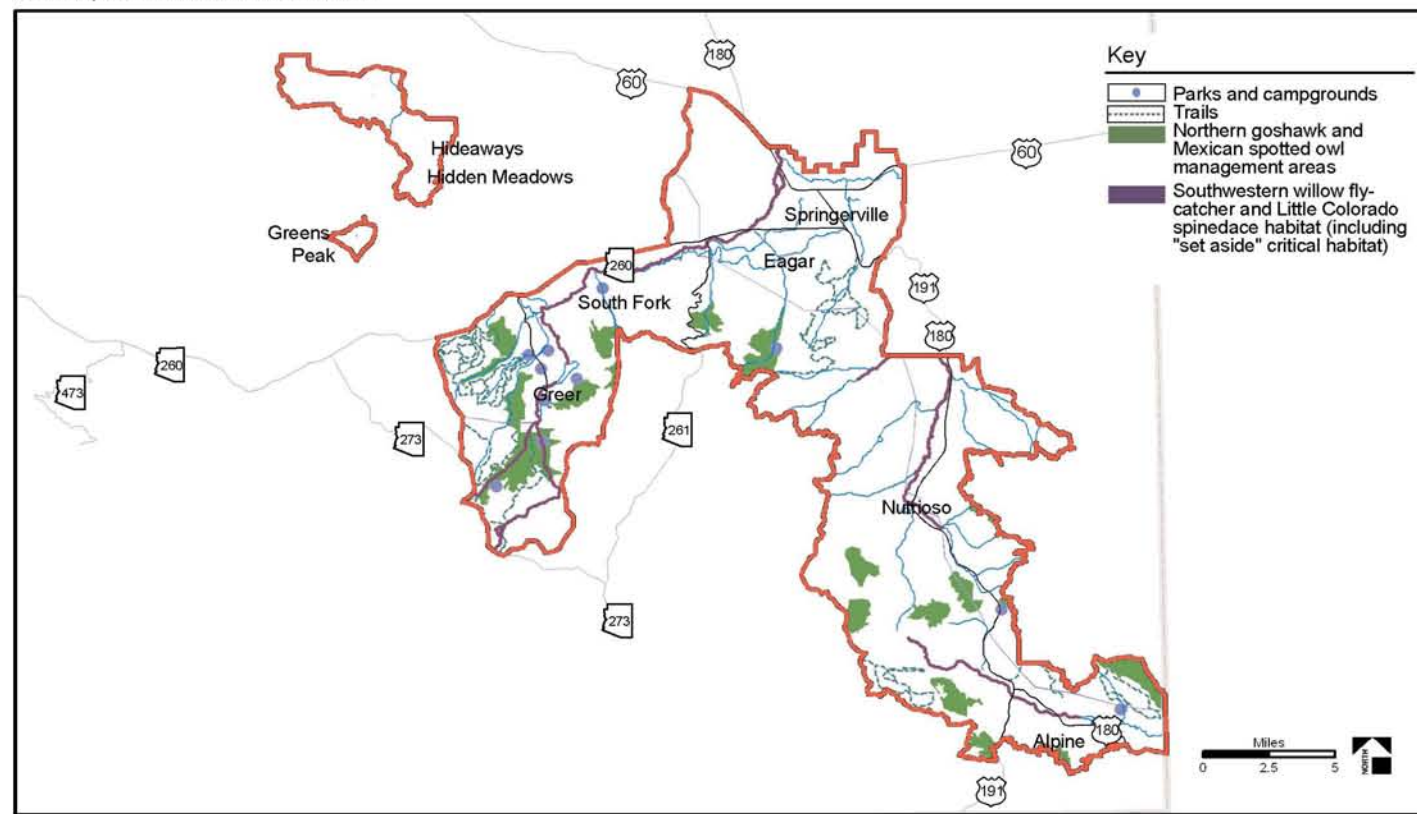 180
60
Key
Parks and campgrounds
Trails
Northern goshawk and
Mexican spotted owl
management areas
60
Hideaways
Hidden Meadows
Southwestern willow fly-
catcher and Little Colorado
spinedace habitat (including
"set aside" critical habitat)
Springerville
Greens
Peak
260
Eagar
191
South Fork
180
260
473
Greer
273
261
Nutrioso
273
Alpine
180
Miles
0 2.5 5
NORTH
191